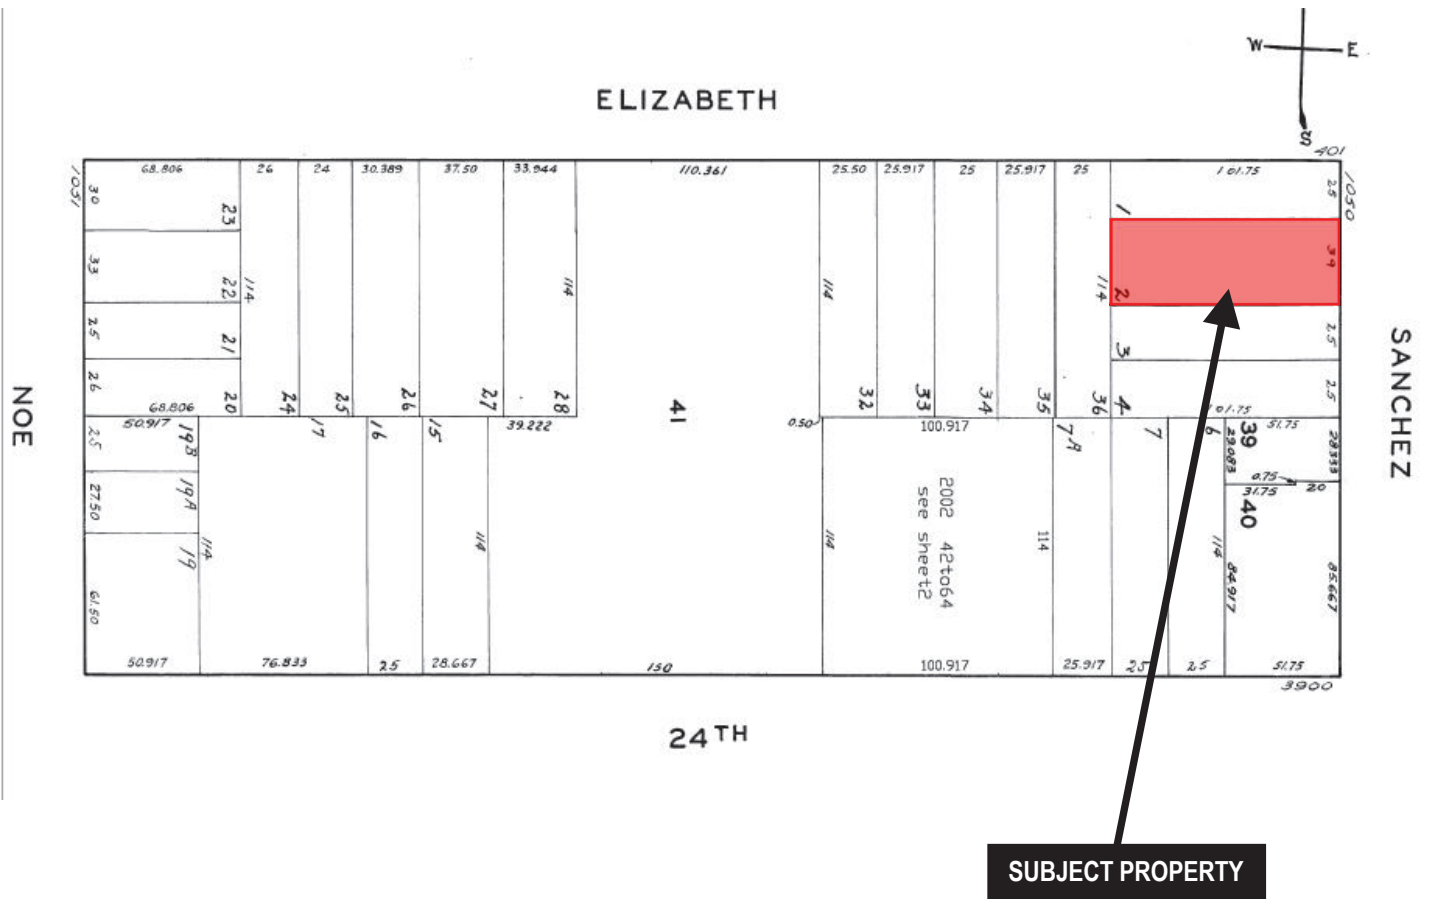 W E
S
ELIZABETH
401
1051 68.806 26 24 30.389 37.50 33.944 110.361 25.50 25.917 25 25.917 25 101.75 1050
30 23 1 25
33 22 114 114 114 114 2 39
25 21 3 25
26 68.806 20 24 25 26 27 28 41 32 33 34 35 36 4 101.75 25
NOE
SANCHEZ
50.917 19B 17 16 15 39.222 0.50 100.917 7A 7 6 39 51.75
25 29.083 28.333
0.75 20
27.50 19A 31.75 40
2002 42to64
see sheet2
19 114 114 114 114 114 84.917 85.667
61.50
50.917 76.833 25 28.667 150 100.917 25.917 25 25 51.75
3900
24TH
SUBJECT PROPERTY